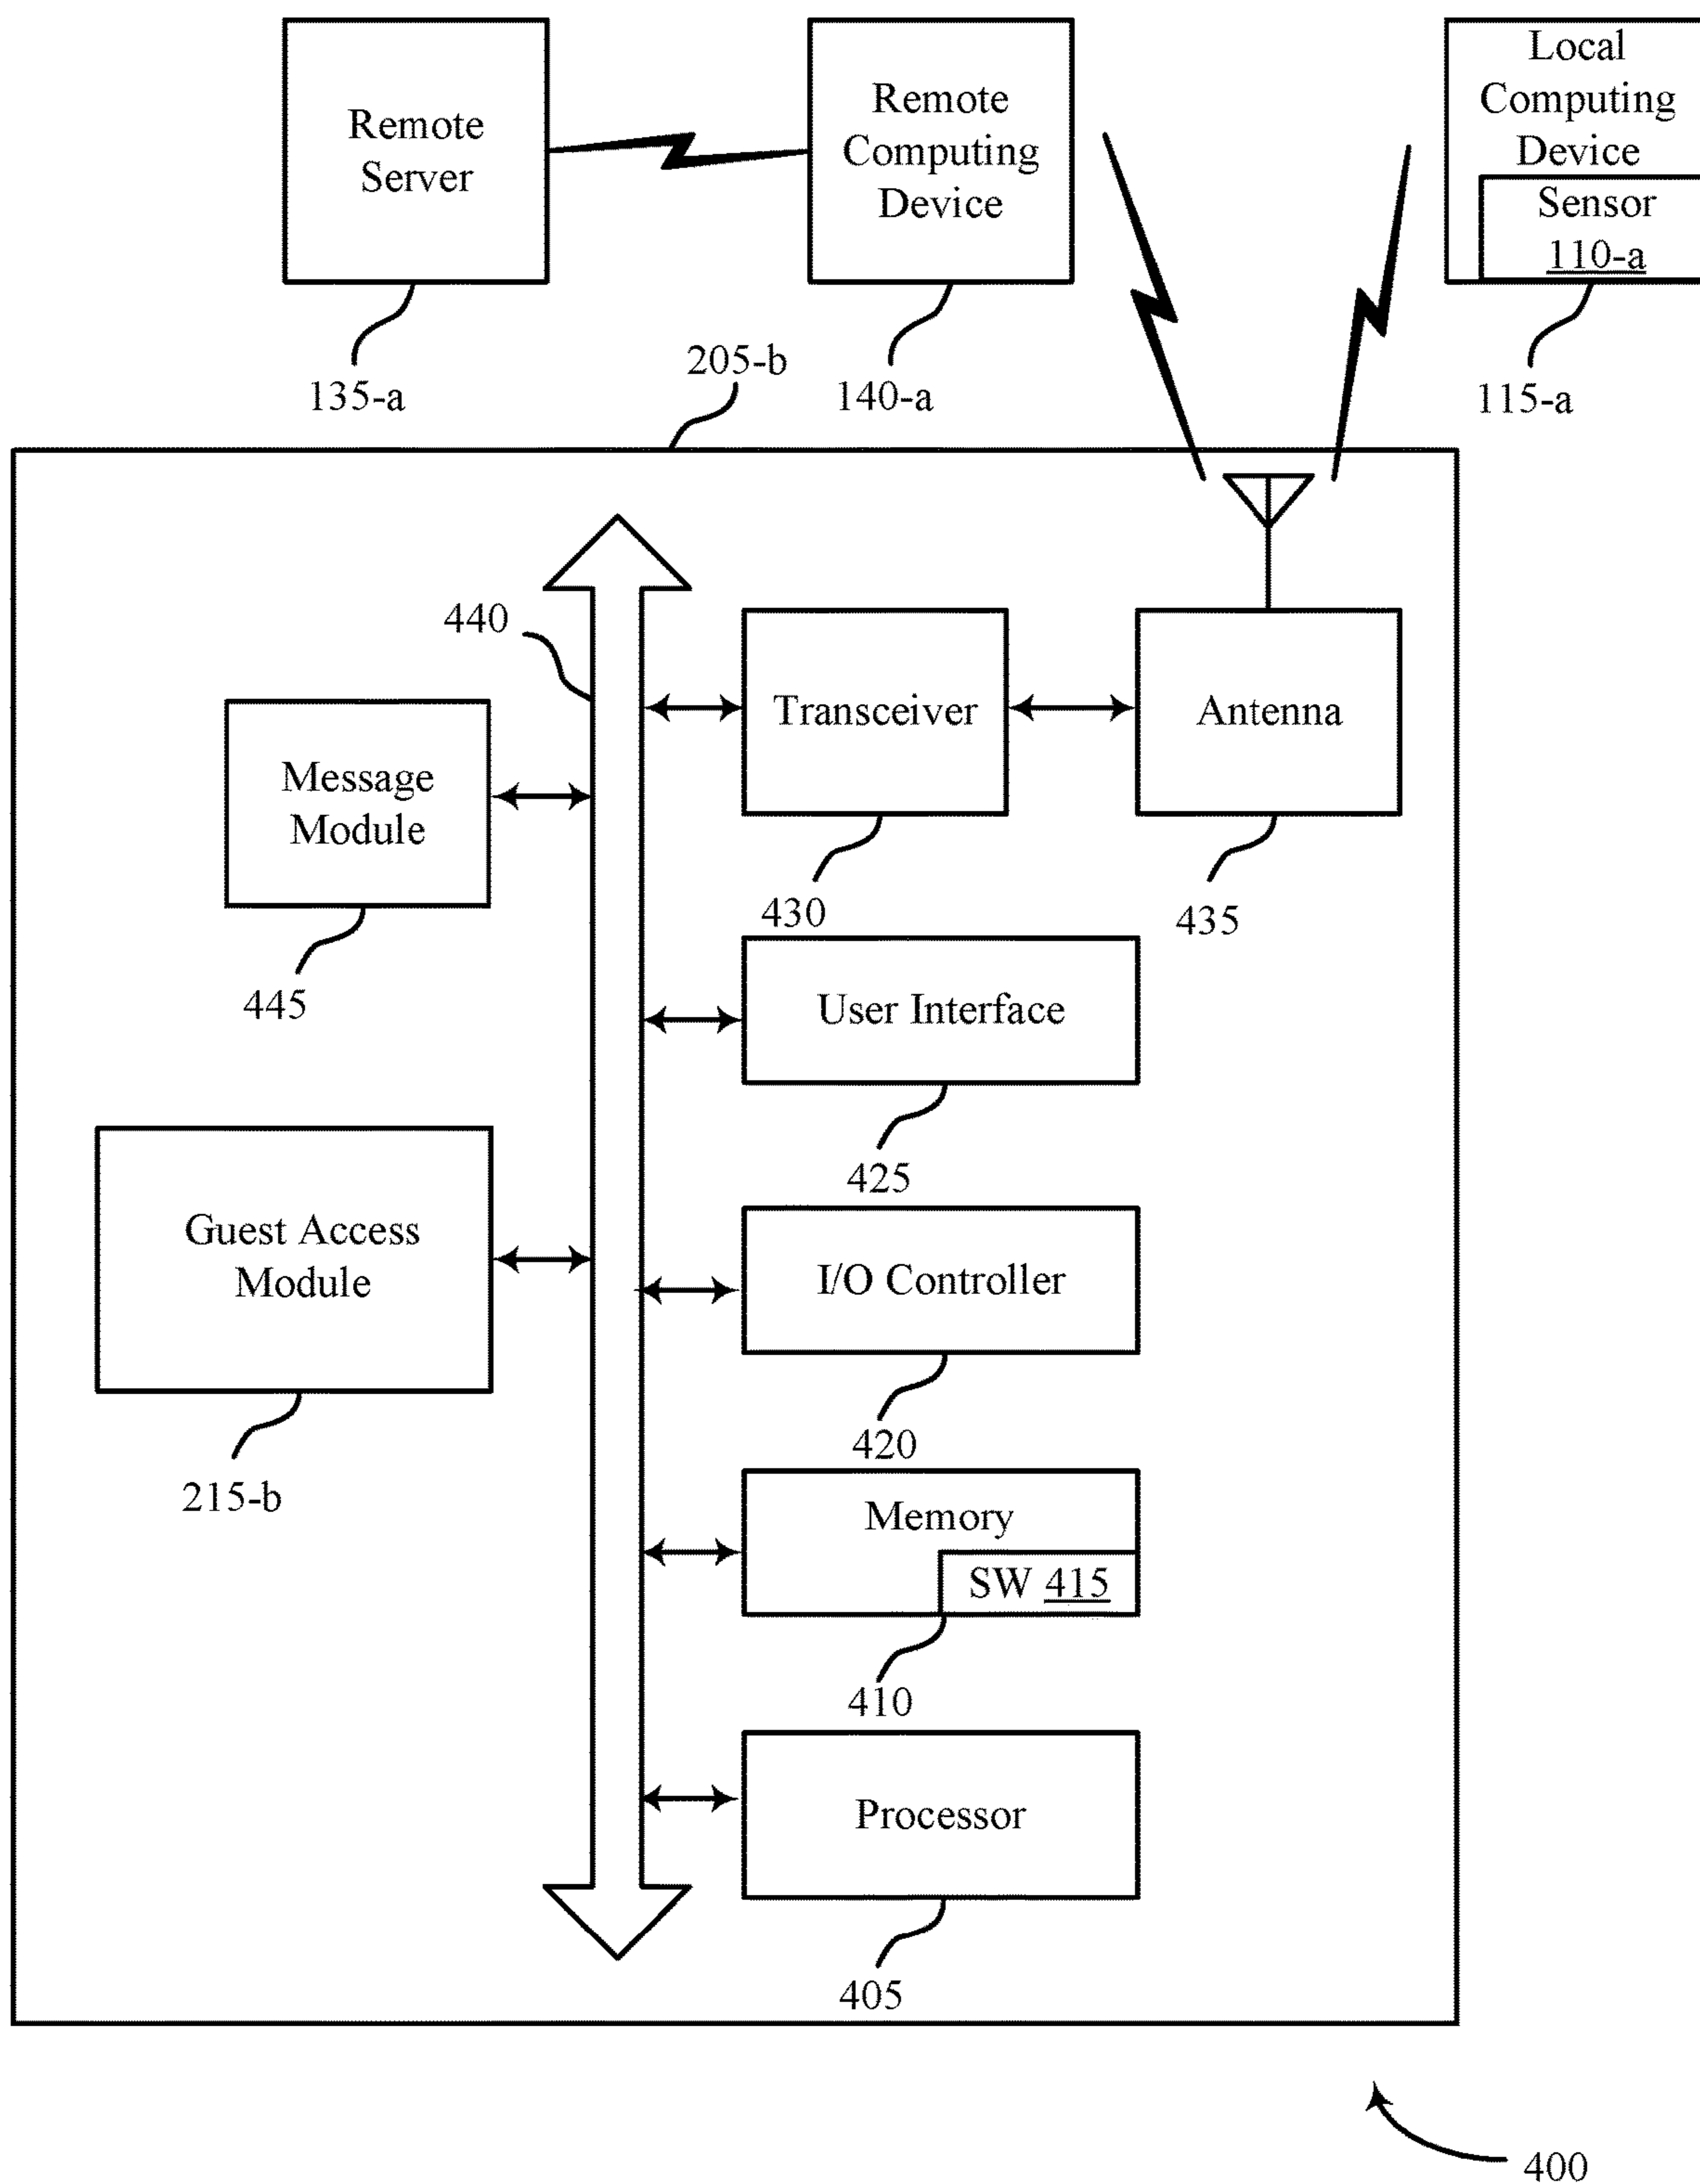 Remote
Server
135-a
Remote
Computing
Device
140-a
Local
Computing
Device
Sensor
110-a
115-a
205-b
440
Transceiver
430
Antenna
435
Message
Module
445
User Interface
425
Guest Access
Module
215-b
I/O Controller
420
Memory
SW 415
410
Processor
405
400